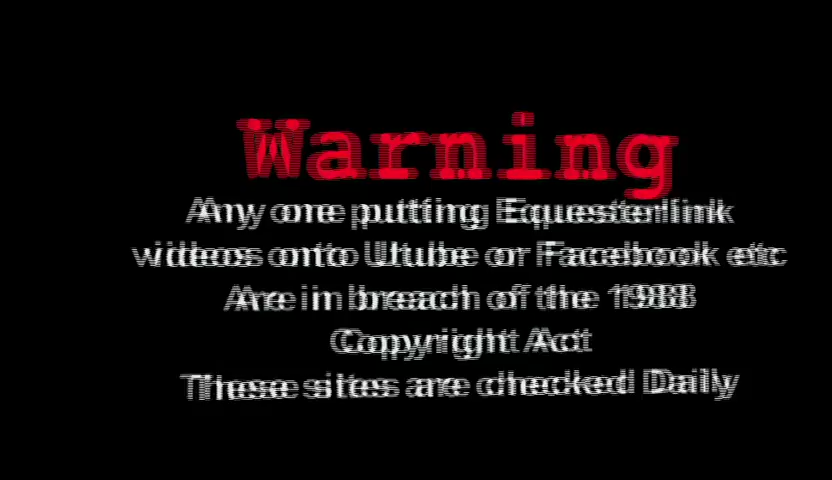 Warning
Any one putting Equesterlink
videos onto Utube or Facebook etc
Are in breach of the 1988
Copyright Act
These sites are checked Daily